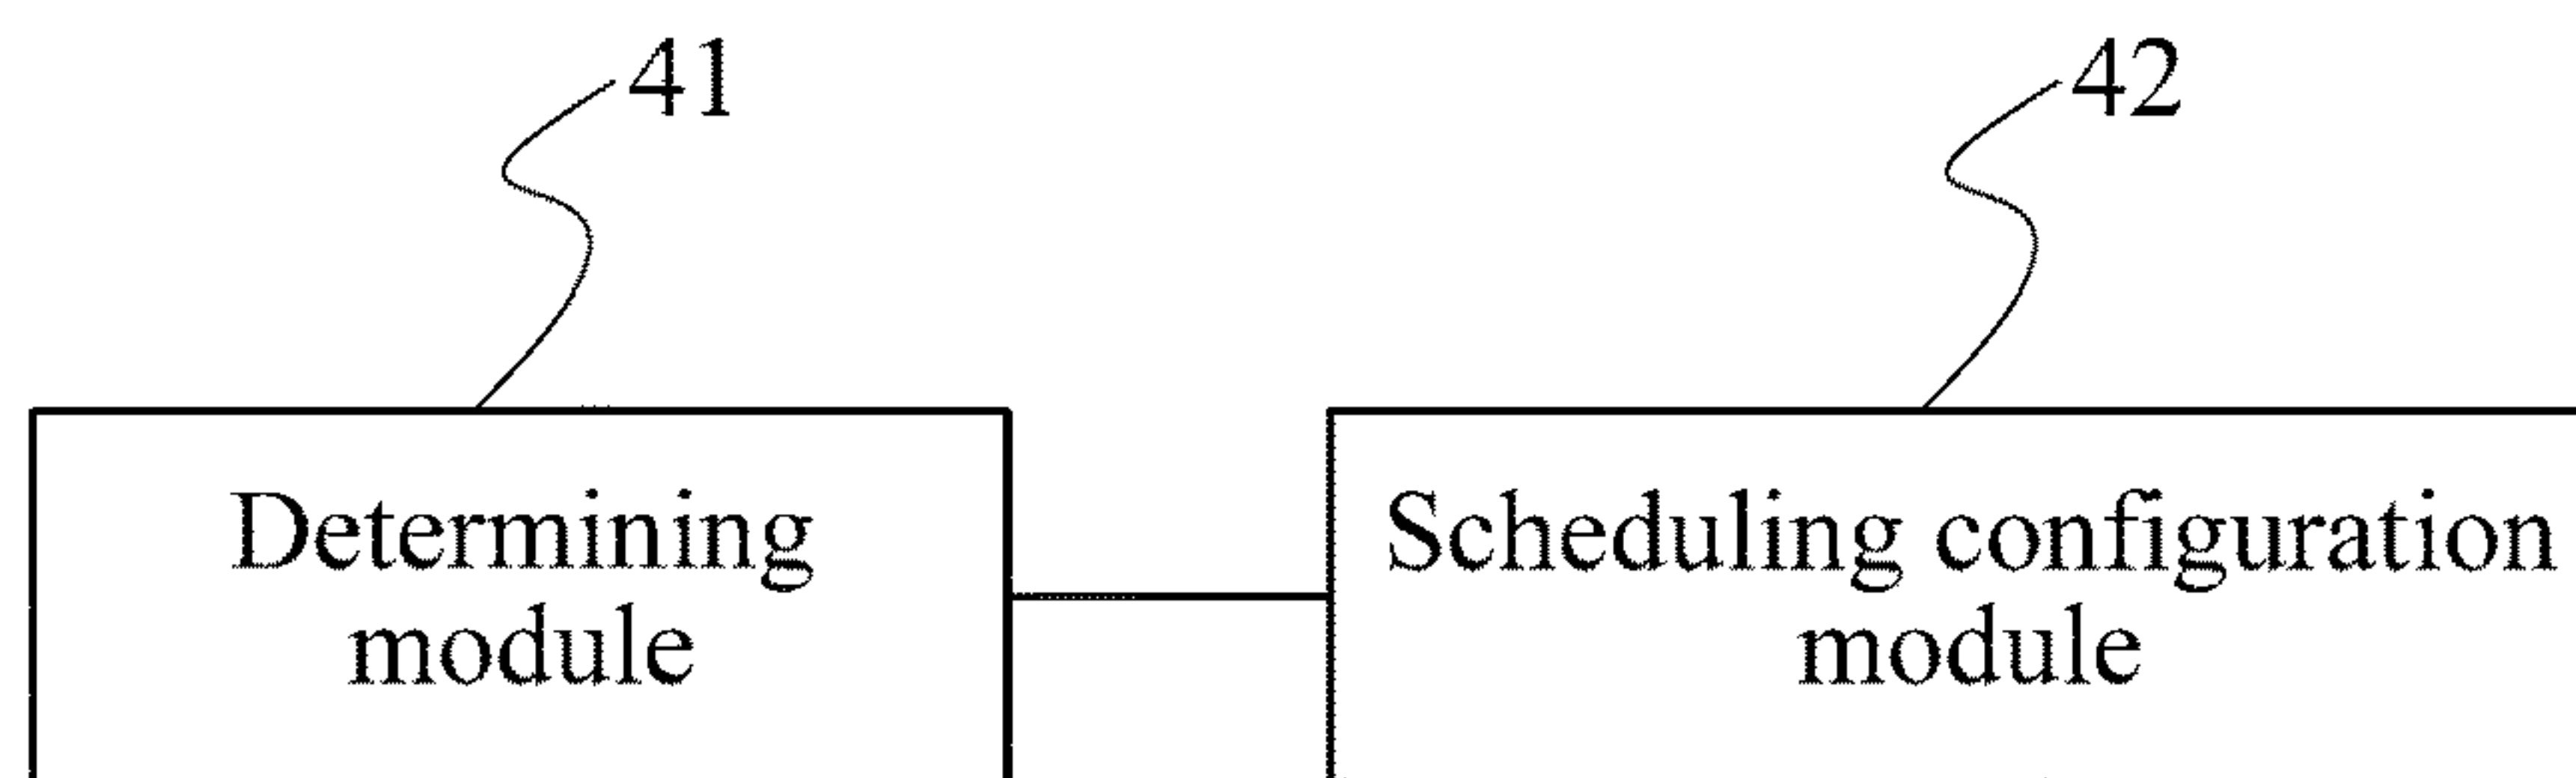 41
42
Determining
module
Scheduling configuration
module